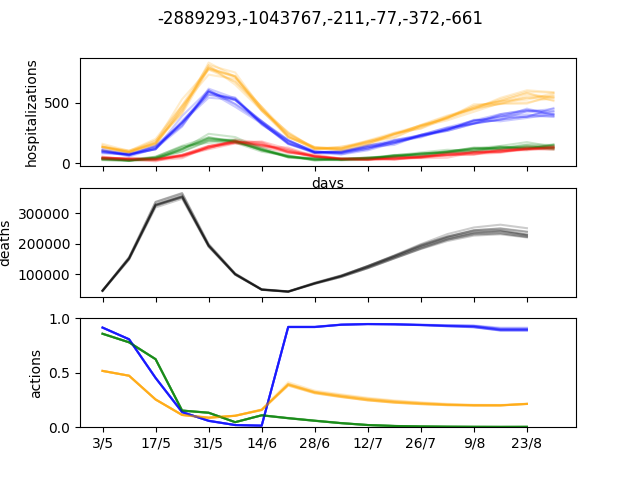 -2889293,-1043767,-211,-77,-372,-661
hospitalizations
500
0
days
deaths
300000
200000
100000
actions
1.0
0.5
0.0
3/5 17/5 31/5 14/6 28/6 12/7 26/7 9/8 23/8